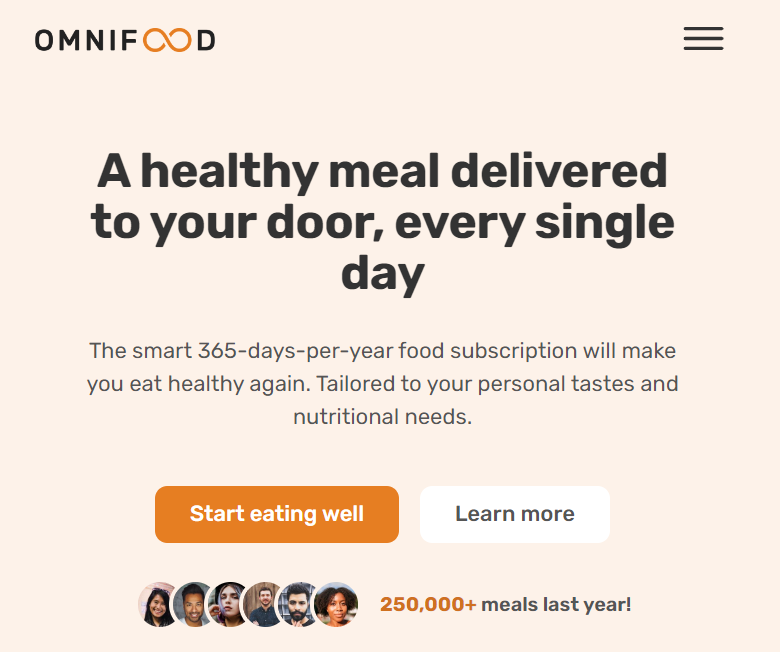 OMNIFOOD
A healthy meal delivered
to your door, every single
day
The smart 365-days-per-year food subscription will make
you eat healthy again. Tailored to your personal tastes and
nutritional needs.
Start eating well
Learn more
250,000+ meals last year!